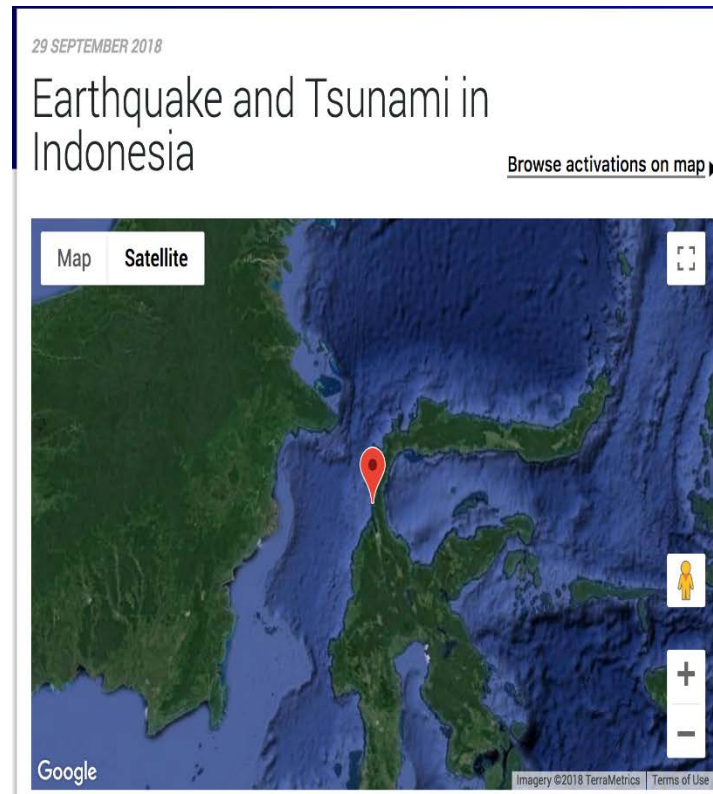 29 SEPTEMBER 2018
Earthquake and Tsunami in
Indonesia
Browse activations on map
Map Satellite
Google
Imagery ©2018 TerraMetrics Terms of Use